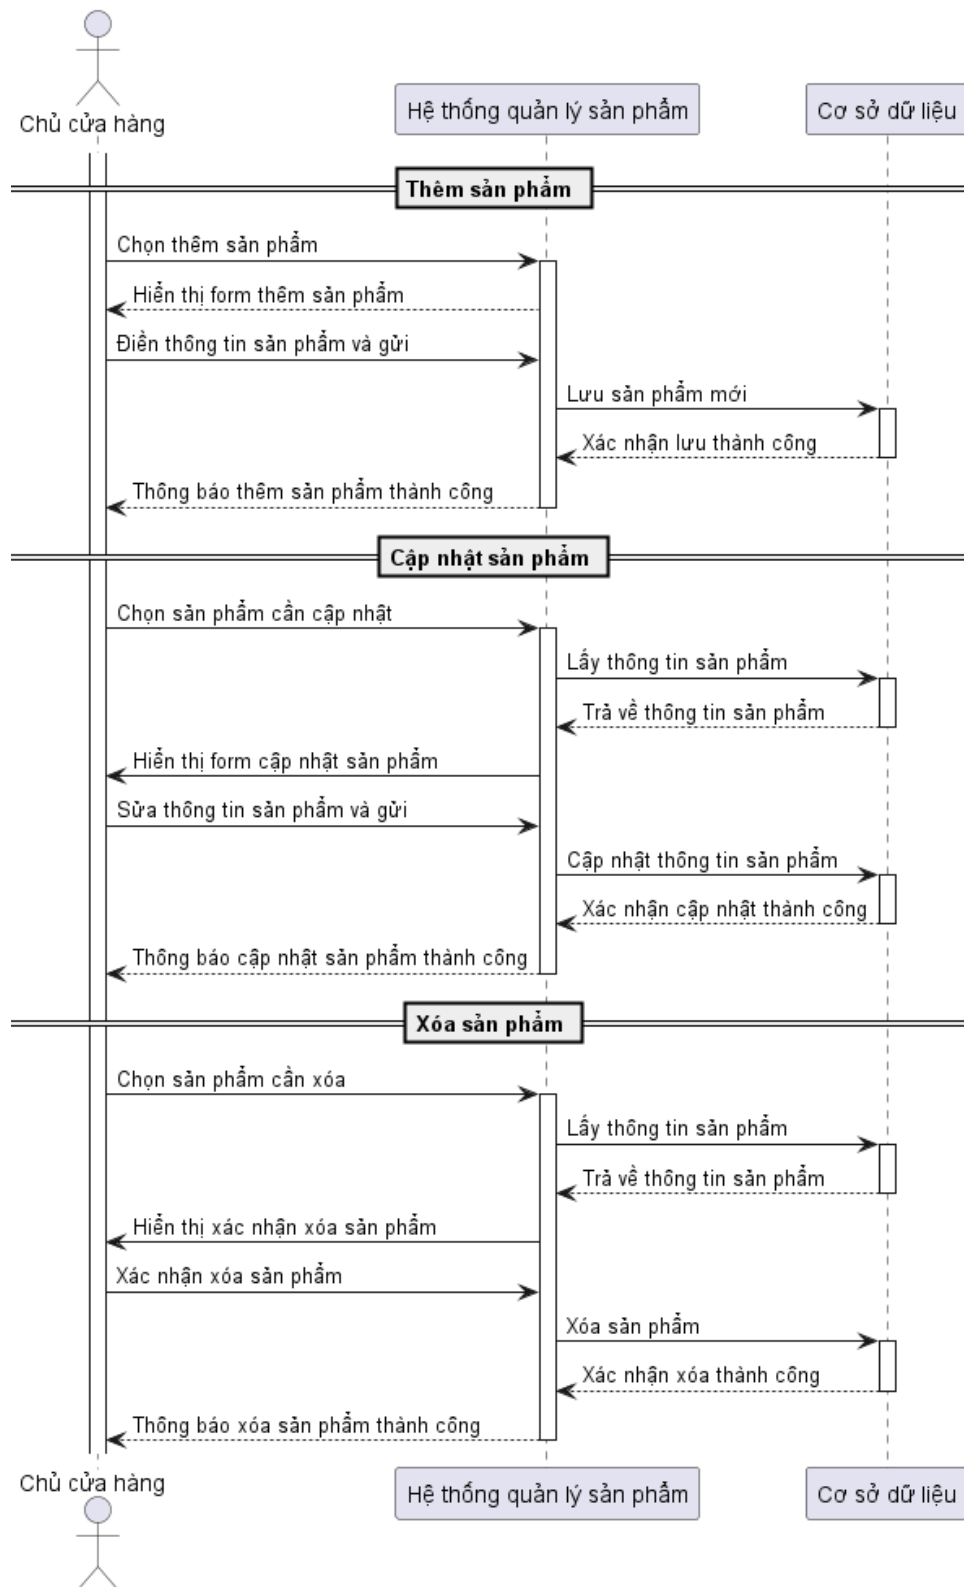 Chủ cửa hàng
Hệ thống quản lý sản phẩm
Cơ sở dữ liệu
Thêm sản phẩm
Chọn thêm sản phẩm
Hiển thị form thêm sản phẩm
Điền thông tin sản phẩm và gửi
Lưu sản phẩm mới
Xác nhận lưu thành công
Thông báo thêm sản phẩm thành công
Cập nhật sản phẩm
Chọn sản phẩm cần cập nhật
Lấy thông tin sản phẩm
Trả về thông tin sản phẩm
Hiển thị form cập nhật sản phẩm
Sửa thông tin sản phẩm và gửi
Cập nhật thông tin sản phẩm
Xác nhận cập nhật thành công
Thông báo cập nhật sản phẩm thành công
Xóa sản phẩm
Chọn sản phẩm cần xóa
Lấy thông tin sản phẩm
Trả về thông tin sản phẩm
Hiển thị xác nhận xóa sản phẩm
Xác nhận xóa sản phẩm
Xóa sản phẩm
Xác nhận xóa thành công
Thông báo xóa sản phẩm thành công
Chủ cửa hàng
Hệ thống quản lý sản phẩm
Cơ sở dữ liệu